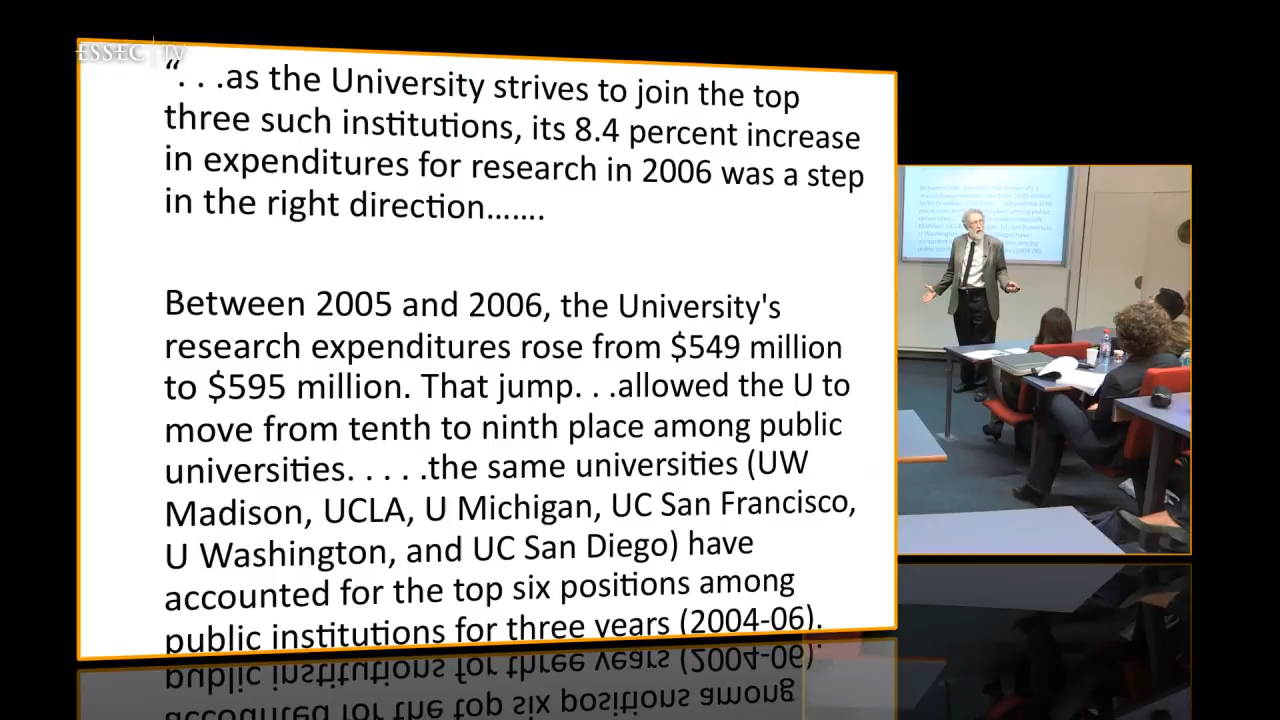 ESSEC | TV
“. . .as the University strives to join the top
three such institutions, its 8.4 percent increase
in expenditures for research in 2006 was a step
in the right direction…….
Between 2005 and 2006, the University's
research expenditures rose from $549 million
to $595 million. That jump. . .allowed the U to
move from tenth to ninth place among public
universities. . . . .the same universities (UW
Madison, UCLA, U Michigan, UC San Francisco,
U Washington, and UC San Diego) have
accounted for the top six positions among
public institutions for three years (2004-06).